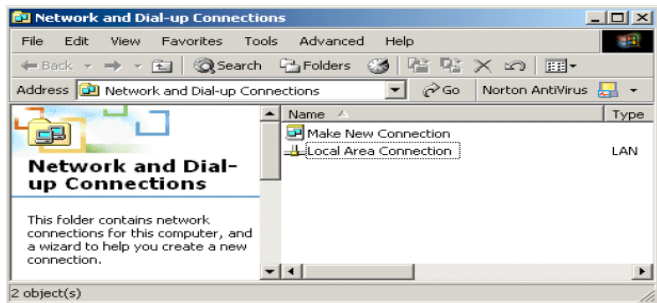 Network and Dial-up Connections
File Edit View Favorites Tools Advanced Help
Back Search Folders
Address Network and Dial-up Connections Go Norton AntiVirus
Name Type
Make New Connection
Local Area Connection LAN
Network and Dial-
up Connections
This folder contains network
connections for this computer, and
a wizard to help you create a new
connection.
2 object(s)